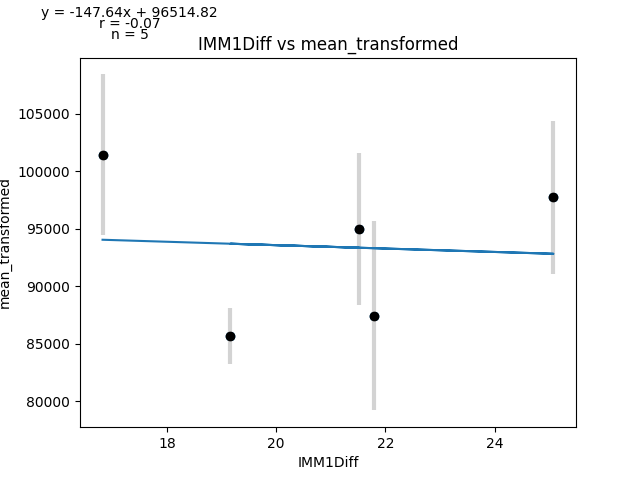 y = -147.64x + 96514.82
r = -0.07
n = 5
IMM1Diff vs mean_transformed
105000
100000
95000
90000
85000
80000
mean_transformed
18
20
22
24
IMM1Diff